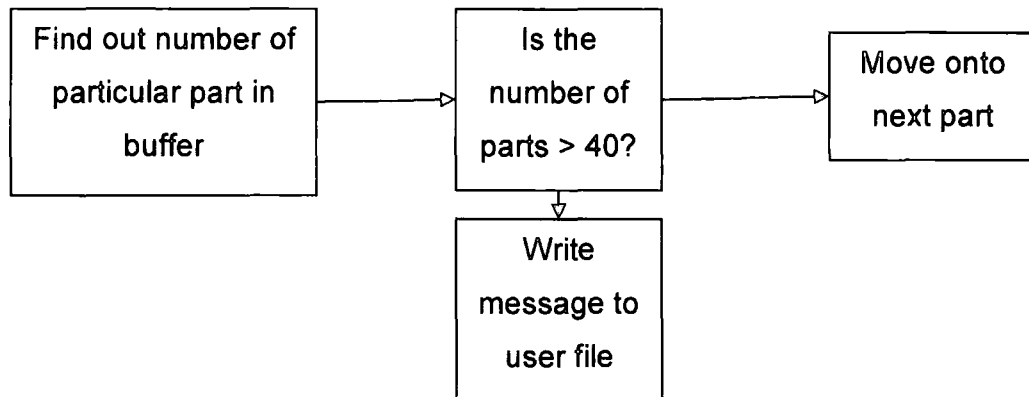 Find out number of
particular part in
buffer
Is the
number of
parts > 40?
Move onto
next part
Write
message to
user file